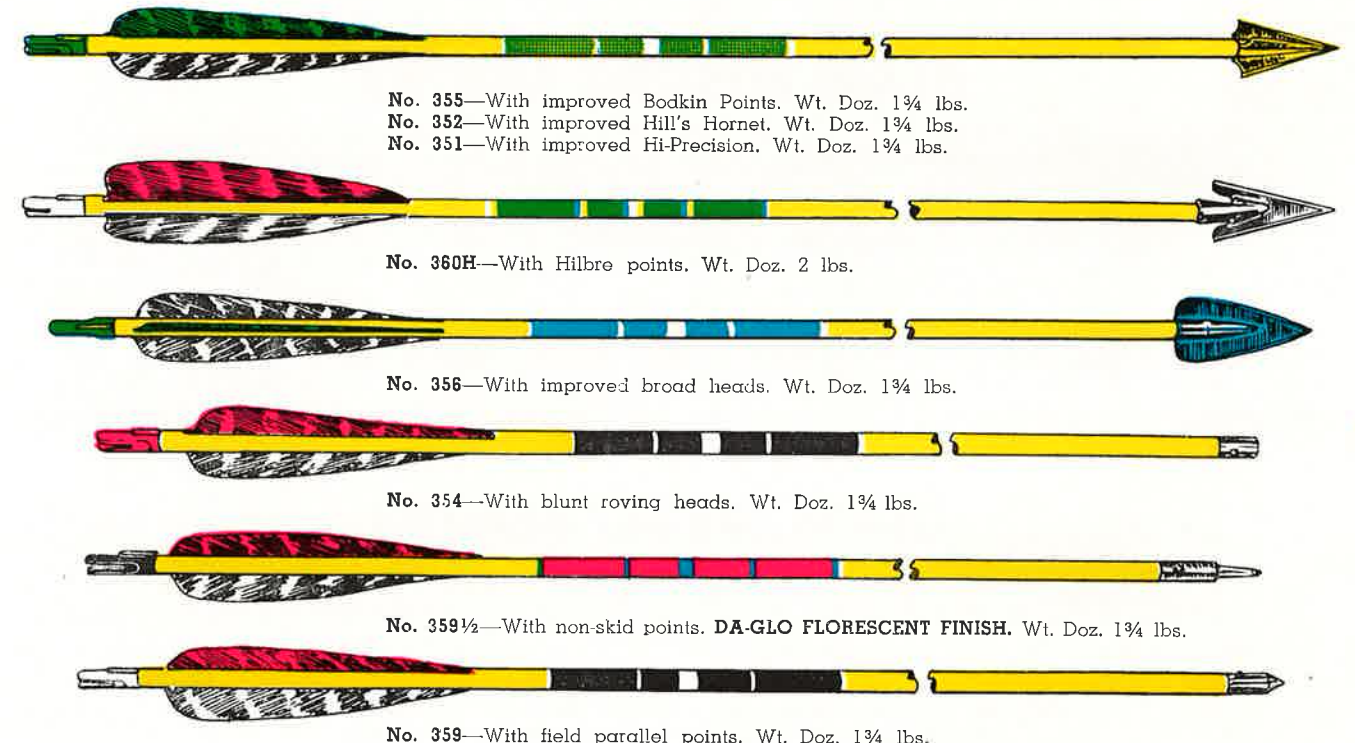 No. 355—With improved Bodkin Points. Wt. Doz. 1¾ lbs.
No. 352—With improved Hill's Hornet. Wt. Doz. 1¾ lbs.
No. 351—With improved Hi-Precision. Wt. Doz. 1¾ lbs.
No. 360H—With Hilbre points. Wt. Doz. 2 lbs.
No. 356—With improved broad heads. Wt. Doz. 1¾ lbs.
No. 354—With blunt roving heads. Wt. Doz. 1¾ lbs.
No. 359½—With non-skid points. DA-GLO FLORESCENT FINISH. Wt. Doz. 1¾ lbs.
No. 359—With field parallel points. Wt. Doz. 1¾ lbs.